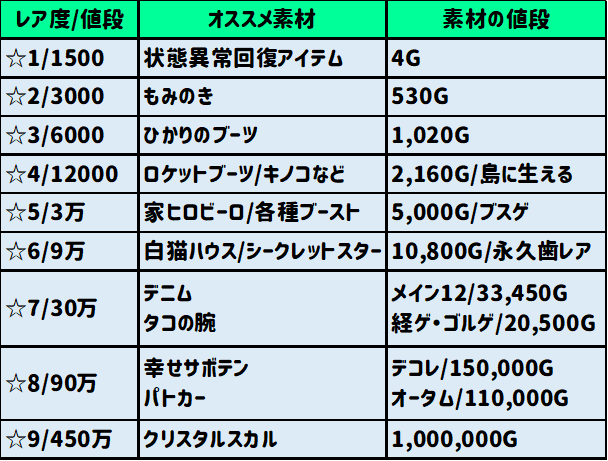 レア度/値段 オススメ素材 素材の値段
☆1/1500 状態異常回復アイテム 4G
☆2/3000 もみのき 530G
☆3/6000 ひかりのブーツ 1,020G
☆4/12000 ロケットブーツ/キノコなど 2,160G/島に生える
☆5/3万 家ヒロビーロ/各種ブースト 5,000G/ブスゲ
☆6/9万 白猫ハウス/シークレットスター 10,800G/永久歯レア
☆7/30万 デニム メイン12/33,450G
タコの腕 経ゲ・ゴルゲ/20,500G
☆8/90万 幸せサボテン デコレ/150,000G
パトカー オータム/110,000G
☆9/450万 クリスタルスカル 1,000,000G